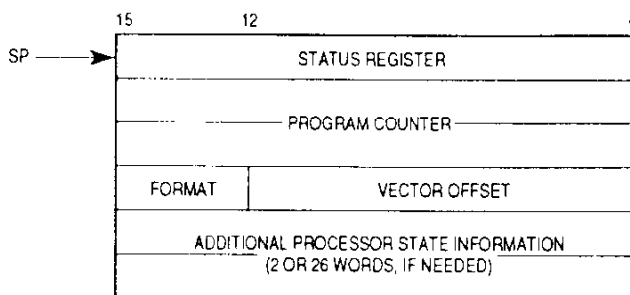 15 12
SP
STATUS REGISTER
PROGRAM COUNTER
FORMAT VECTOR OFFSET
ADDITIONAL PROCESSOR STATE INFORMATION
(2 OR 26 WORDS, IF NEEDED)